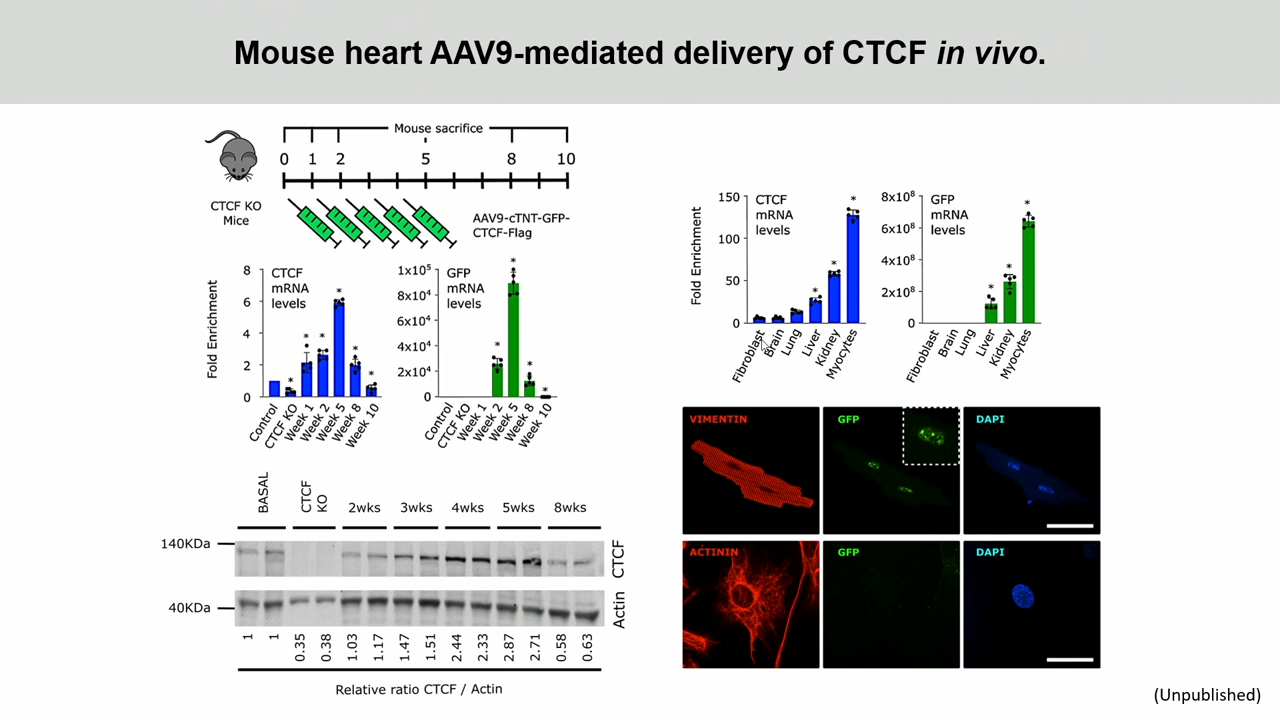 Mouse heart AAV9-mediated delivery of CTCF in vivo.
Mouse sacrifice
0 1 2 5 8 10
CTCF KO
Mice
AAV9-cTNT-GFP-
CTCF-Flag
Fold Enrichment
8
6
4
2
0
CTCF
mRNA
levels
* * * * * *
Control
CTCF KO
Week 1
Week 2
Week 5
Week 8
Week 10
1x10⁵
8x10⁴
6x10⁴
4x10⁴
2x10⁴
0
GFP
mRNA
levels
* * * *
Control
CTCF KO
Week 1
Week 2
Week 5
Week 8
Week 10
BASAL
CTCF
KO
2wks 3wks 4wks 5wks 8wks
140KDa
CTCF
40KDa
Actin
1 1 0.35 0.38 1.03 1.17 1.47 1.51 2.44 2.33 2.87 2.71 0.58 0.63
Relative ratio CTCF / Actin
Fold Enrichment
150
100
50
0
CTCF
mRNA
levels
* * *
Fibroblast
Brain
Lung
Liver
Kidney
Myocytes
8x10⁸
6x10⁸
4x10⁸
2x10⁸
0
GFP
mRNA
levels
* * *
Fibroblast
Brain
Lung
Liver
Kidney
Myocytes
VIMENTIN
GFP
DAPI
ACTININ
GFP
DAPI
(Unpublished)